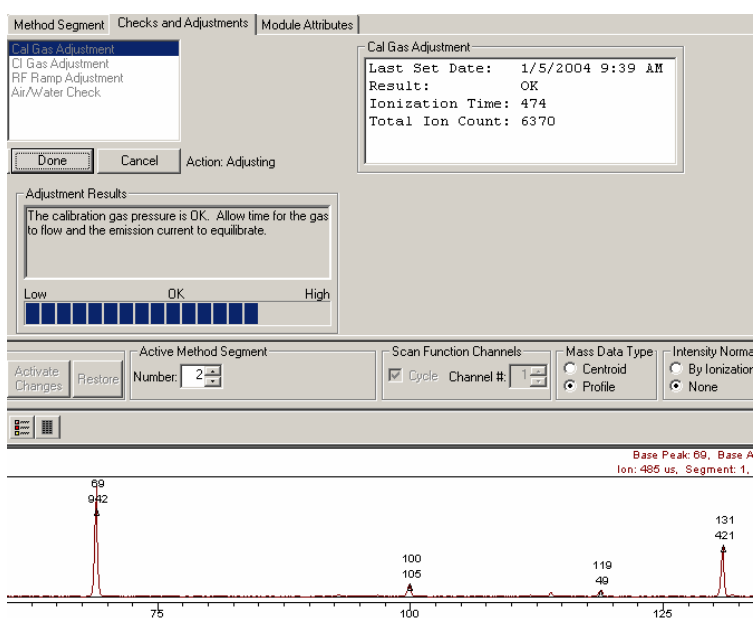 Method Segment Checks and Adjustments Module Attributes
Cal Gas Adjustment
CI Gas Adjustment
RF Ramp Adjustment
Air/Water Check
Done Cancel Action: Adjusting
Cal Gas Adjustment
Last Set Date: 1/5/2004 9:39 AM
Result: OK
Ionization Time: 474
Total Ion Count: 6370
Adjustment Results
The calibration gas pressure is OK. Allow time for the gas
to flow and the emission current to equilibrate.
Low OK High
Activate
Changes
Restore
Active Method Segment
Number: 2
Scan Function Channels
Cycle Channel #: 1
Mass Data Type
Centroid
Profile
Intensity Norma
By Ionization
None
Base Peak: 69, Base A
Ion: 485 us, Segment: 1,
69
942
100
105
119
49
131
421
75 100 125